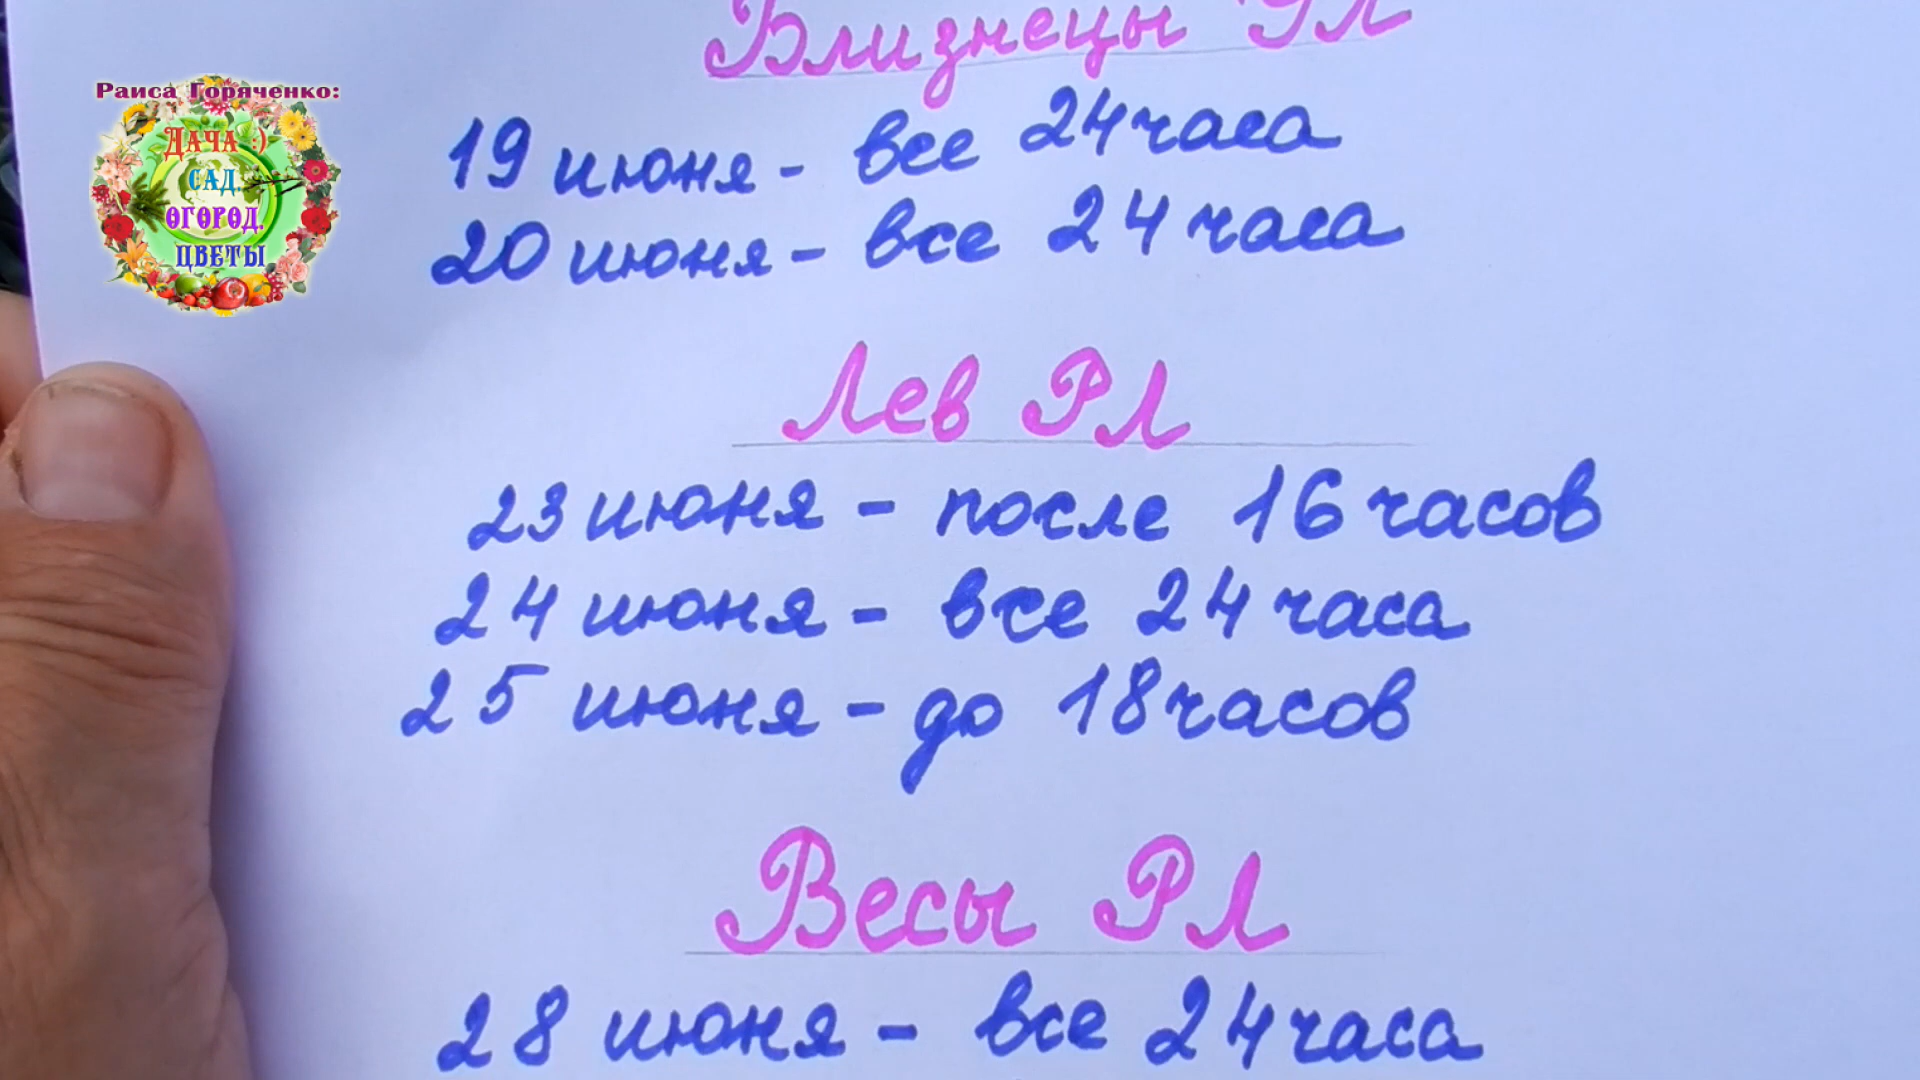 Близнецы РЛ
Раиса Горяченко:
Дача :)
Сад.
Огород.
Цветы
19 июня - все 24 часа
20 июня - все 24 часа
Лев РЛ
23 июня - после 16 часов
24 июня - все 24 часа
25 июня - до 18 часов
Весы РЛ
28 июня - все 24 часа